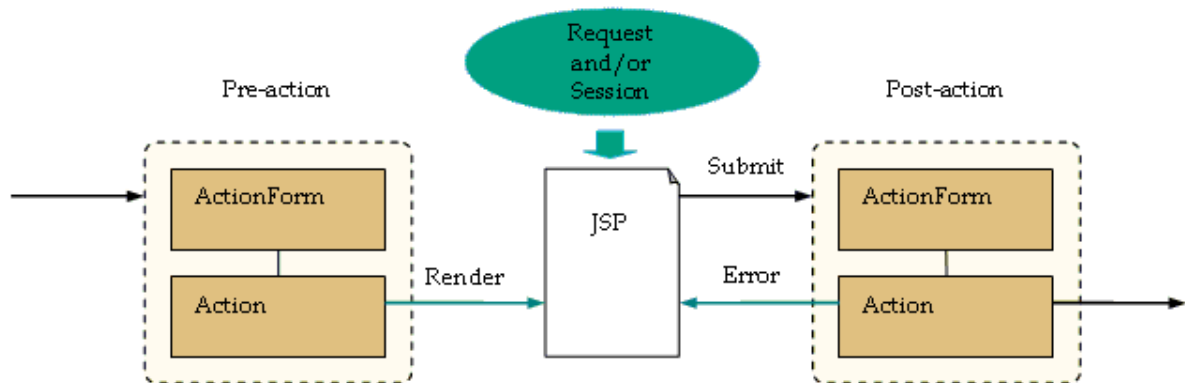 Request
and/or
Session
Pre-action
Post-action
ActionForm
Action
Render
JSP
Submit
Error
ActionForm
Action